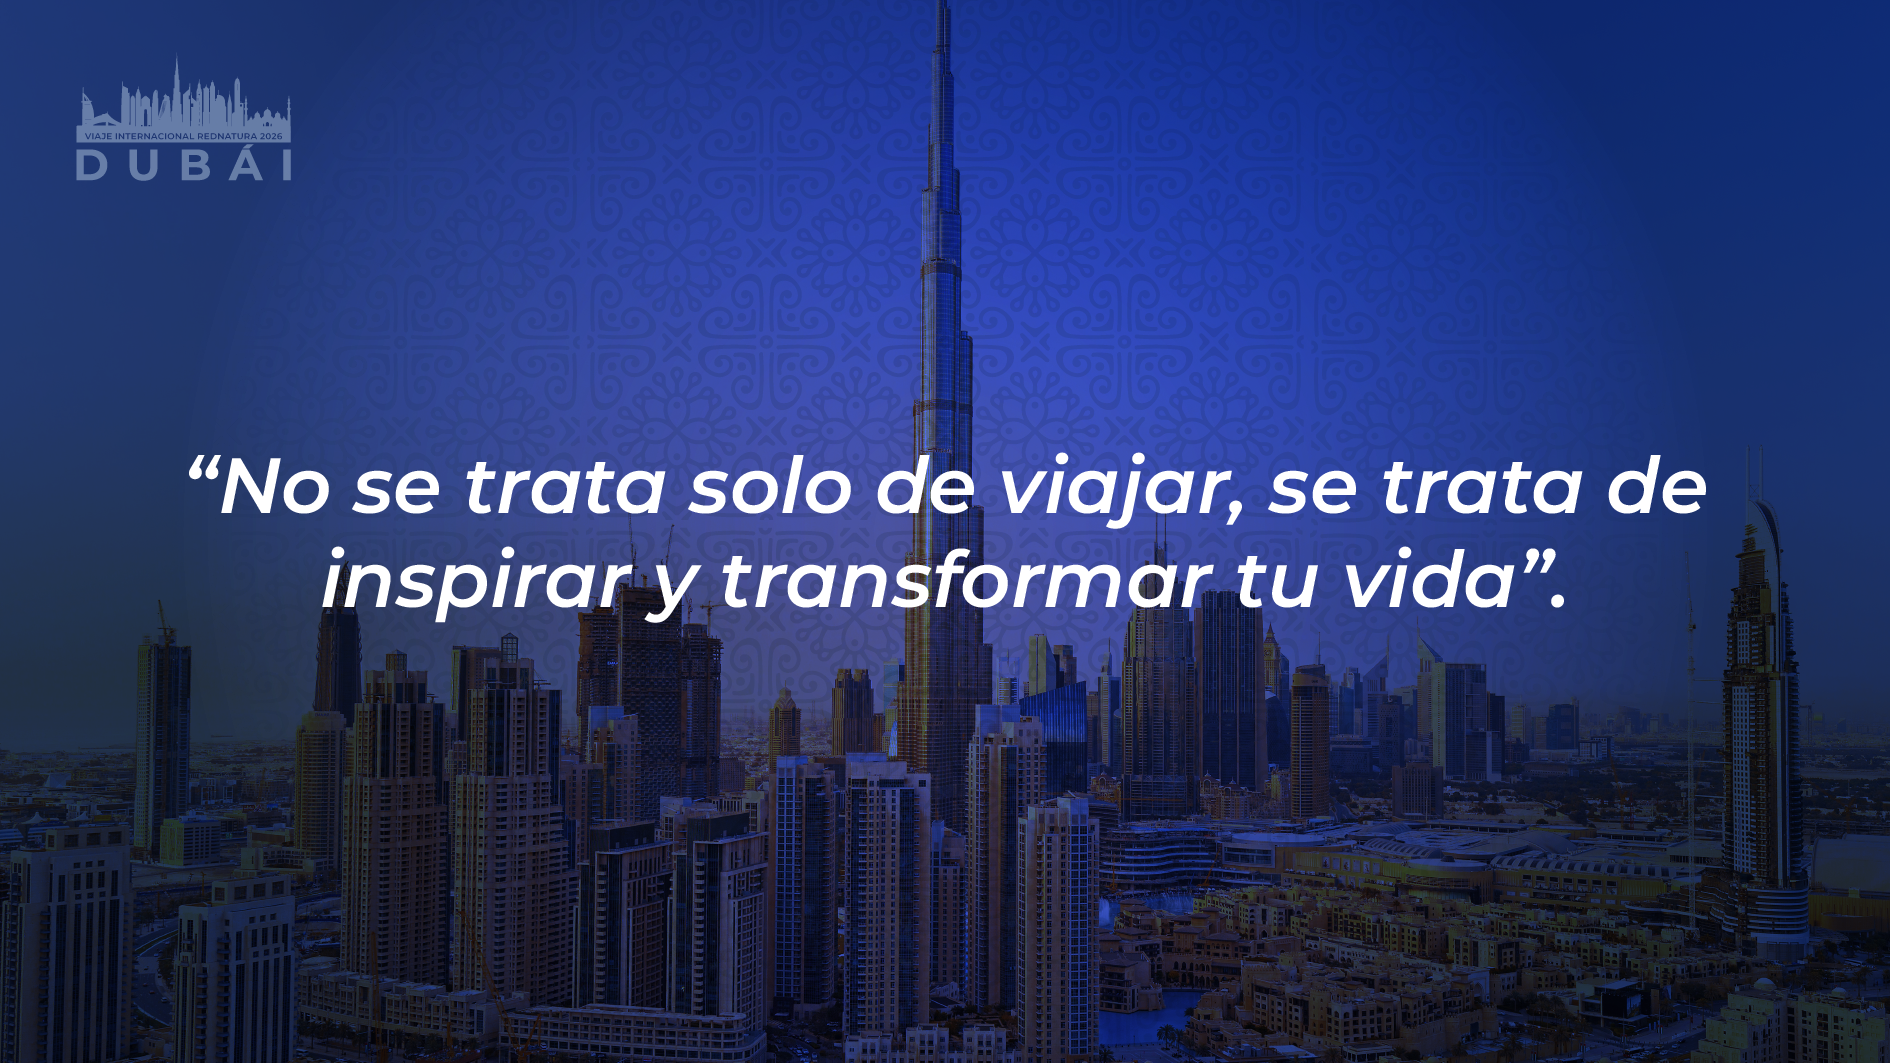 VIAJE INTERNACIONAL REDNATURA 2026
DUBÁI
“No se trata solo de viajar, se trata de
inspirar y transformar tu vida”.